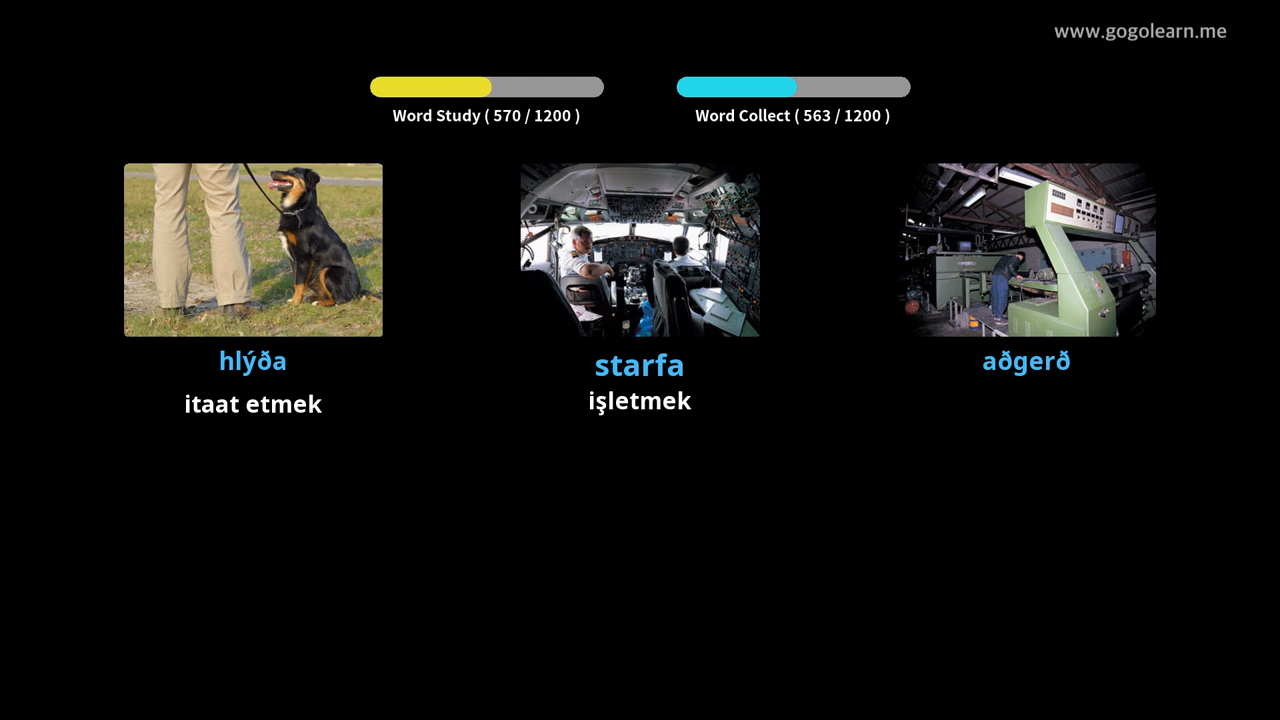 www.gogolearn.me
Word Study ( 570 / 1200 )
Word Collect ( 563 / 1200 )
hlýða
starfa
aðgerð
itaat etmek
işletmek